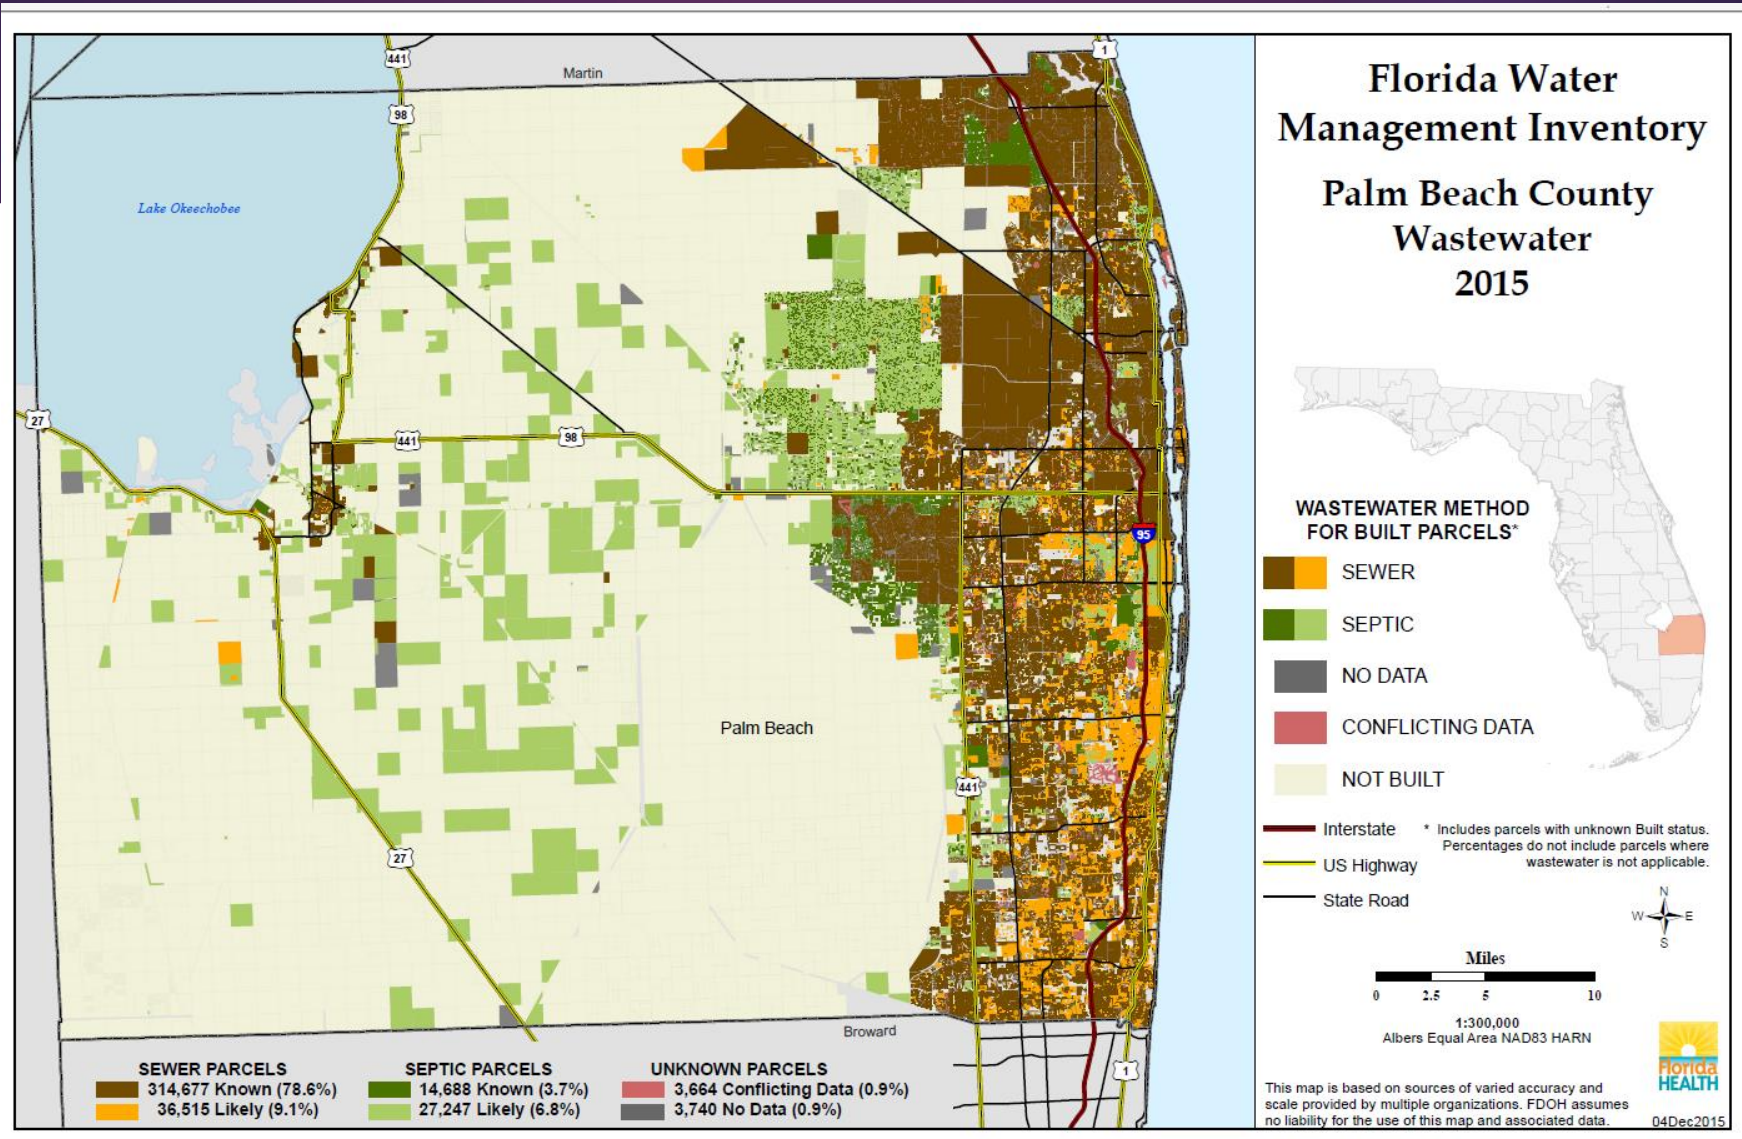 Florida Water
Management Inventory
Palm Beach County
Wastewater
2015
441
Martin
1
98
Lake Okeechobee
27
441
98
95
Palm Beach
441
27
Broward
1
WASTEWATER METHOD
FOR BUILT PARCELS*
SEWER
SEPTIC
NO DATA
CONFLICTING DATA
NOT BUILT
Interstate
US Highway
State Road
* Includes parcels with unknown Built status.
Percentages do not include parcels where
wastewater is not applicable.
N
W E
S
Miles
0 2.5 5 10
1:300,000
Albers Equal Area NAD83 HARN
SEWER PARCELS
314,677 Known (78.6%)
36,515 Likely (9.1%)
SEPTIC PARCELS
14,688 Known (3.7%)
27,247 Likely (6.8%)
UNKNOWN PARCELS
3,664 Conflicting Data (0.9%)
3,740 No Data (0.9%)
This map is based on sources of varied accuracy and
scale provided by multiple organizations. FDOH assumes
no liability for the use of this map and associated data.
Florida
HEALTH
04Dec2015